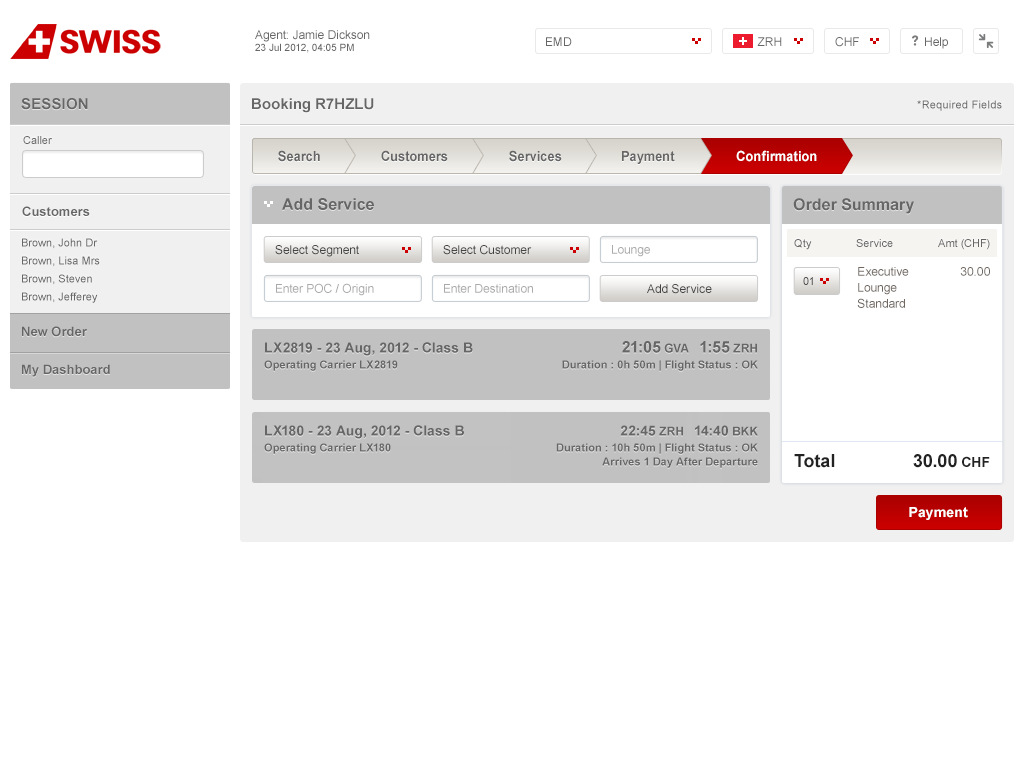 SWISS
Agent: Jamie Dickson
23 Jul 2012, 04:05 PM
EMD
ZRH
CHF
? Help
SESSION
Caller
Customers
Brown, John Dr
Brown, Lisa Mrs
Brown, Steven
Brown, Jefferey
New Order
My Dashboard
Booking R7HZLU
*Required Fields
Search
Customers
Services
Payment
Confirmation
Add Service
Select Segment
Select Customer
Lounge
Enter POC / Origin
Enter Destination
Add Service
LX2819 - 23 Aug, 2012 - Class B
21:05 GVA 1:55 ZRH
Operating Carrier LX2819
Duration : 0h 50m | Flight Status : OK
LX180 - 23 Aug, 2012 - Class B
22:45 ZRH 14:40 BKK
Operating Carrier LX180
Duration : 10h 50m | Flight Status : OK
Arrives 1 Day After Departure
Order Summary
Qty Service Amt (CHF)
01 Executive 30.00
Lounge
Standard
Total 30.00 CHF
Payment